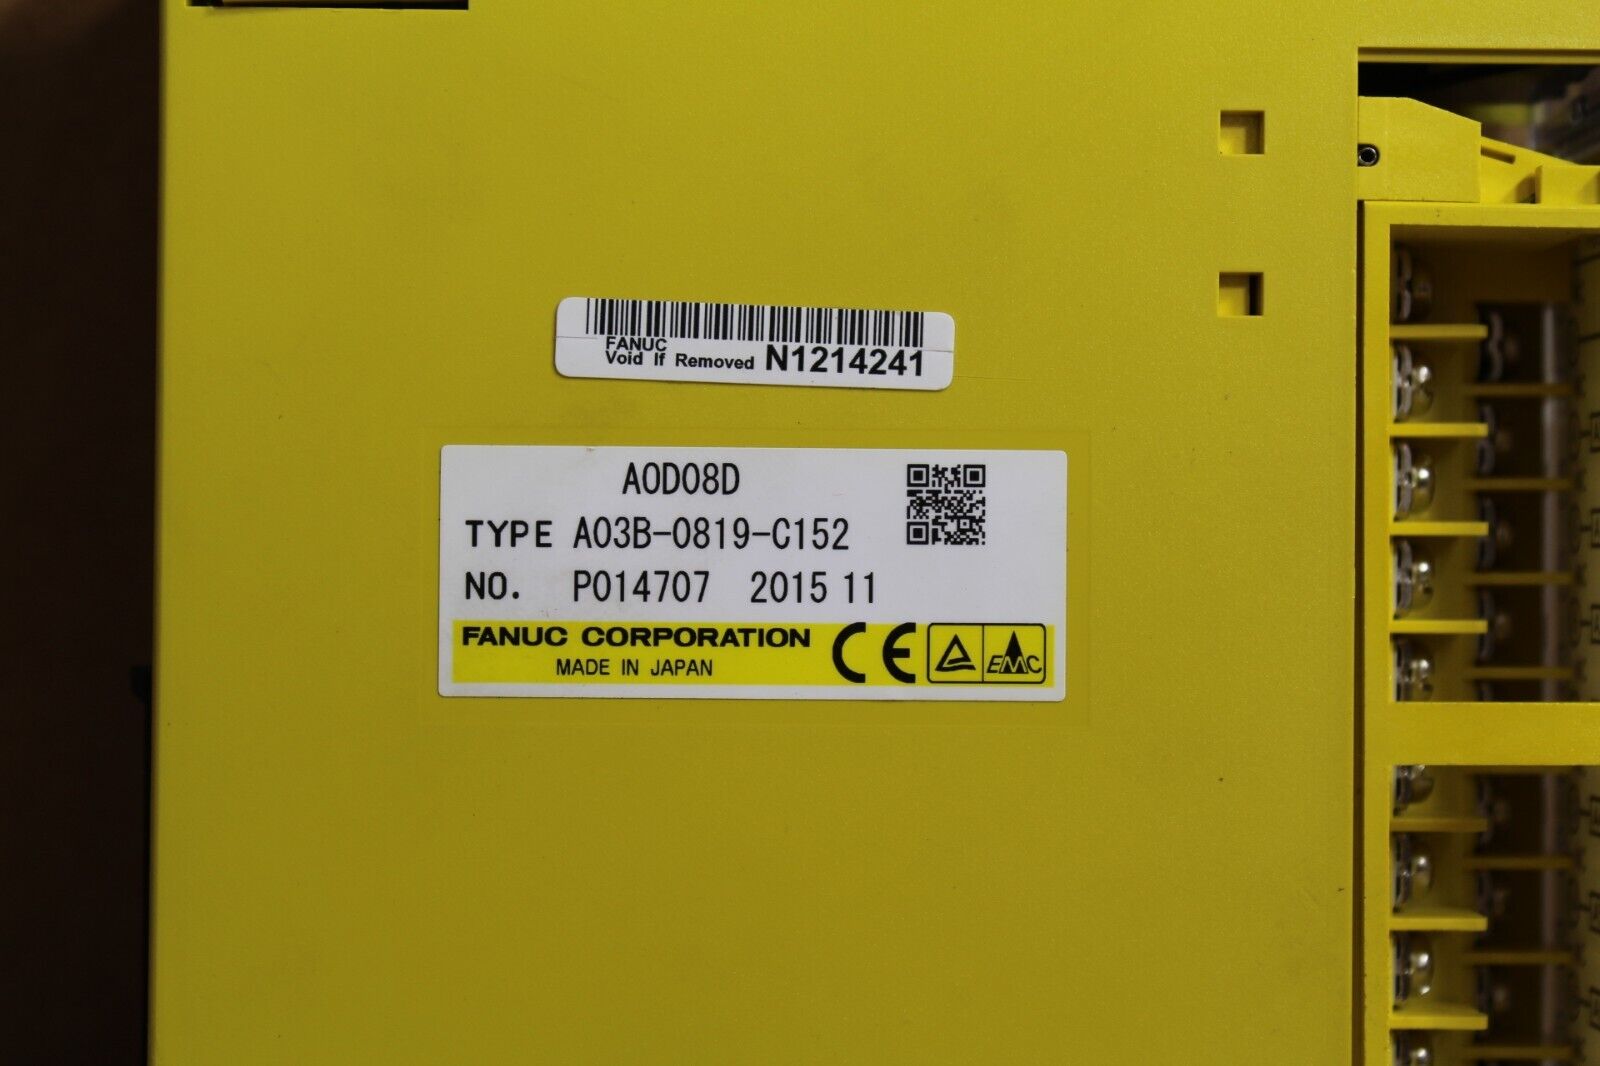 FANUC
Void If Removed N1214241
AOD08D
TYPE A03B-0819-C152
NO. P014707 2015 11
FANUC CORPORATION
MADE IN JAPAN
CE
EMC